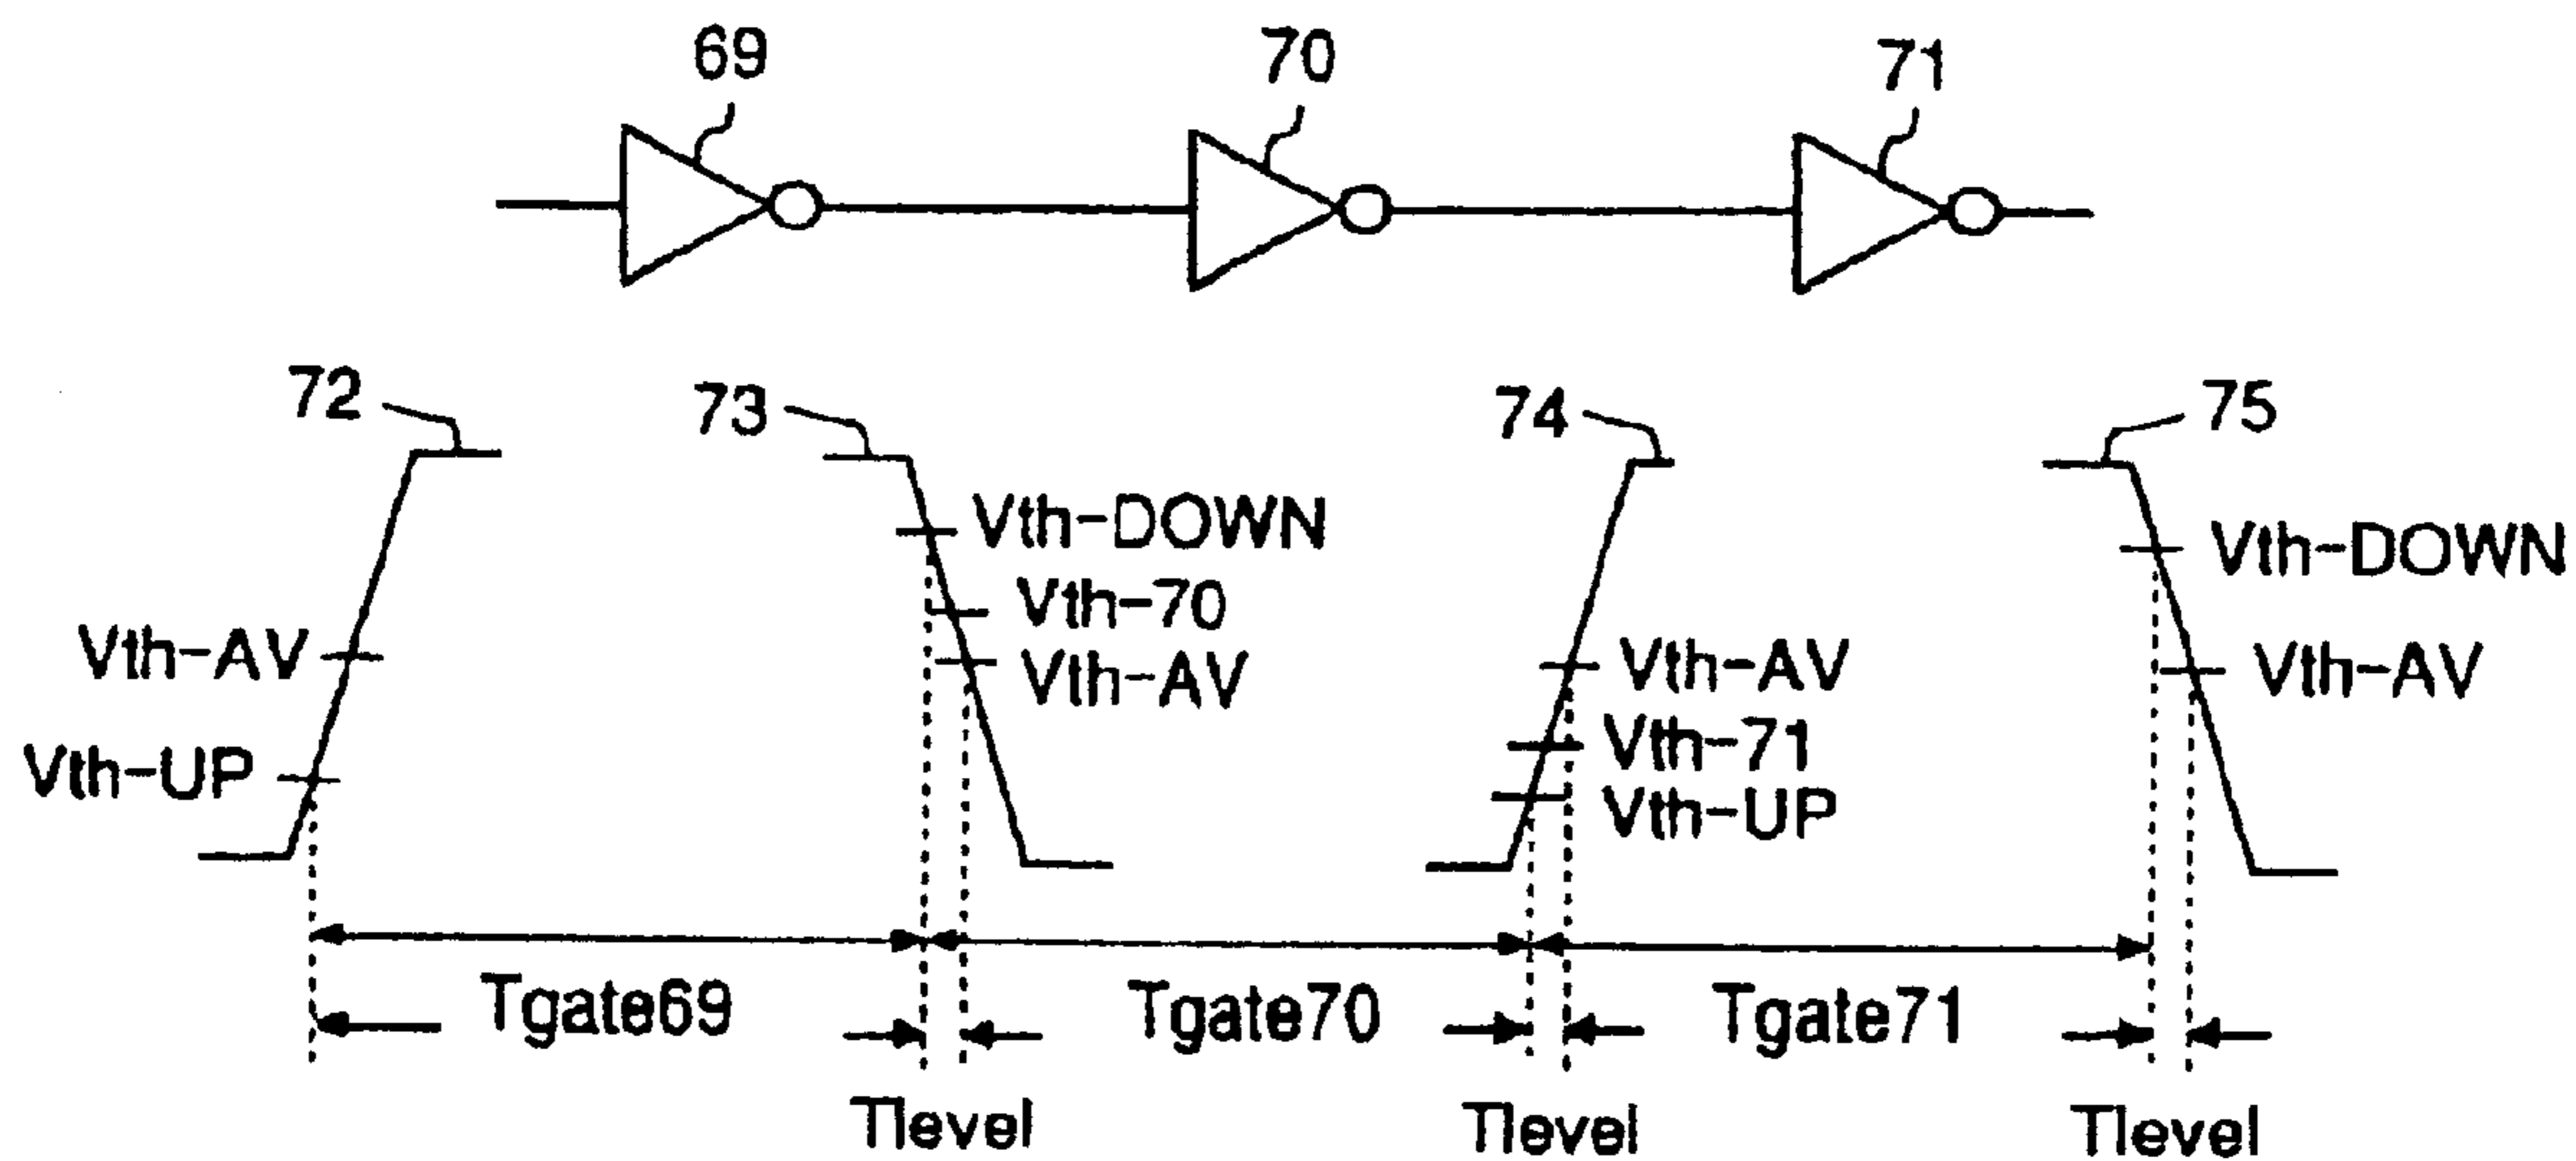 69 70 71
72 73 74 75
Vth-DOWN Vth-DOWN
Vth-70
Vth-AV Vth-AV Vth-AV Vth-AV
Vth-71
Vth-UP Vth-UP
Tgate69 Tgate70 Tgate71
Tlevel Tlevel Tlevel